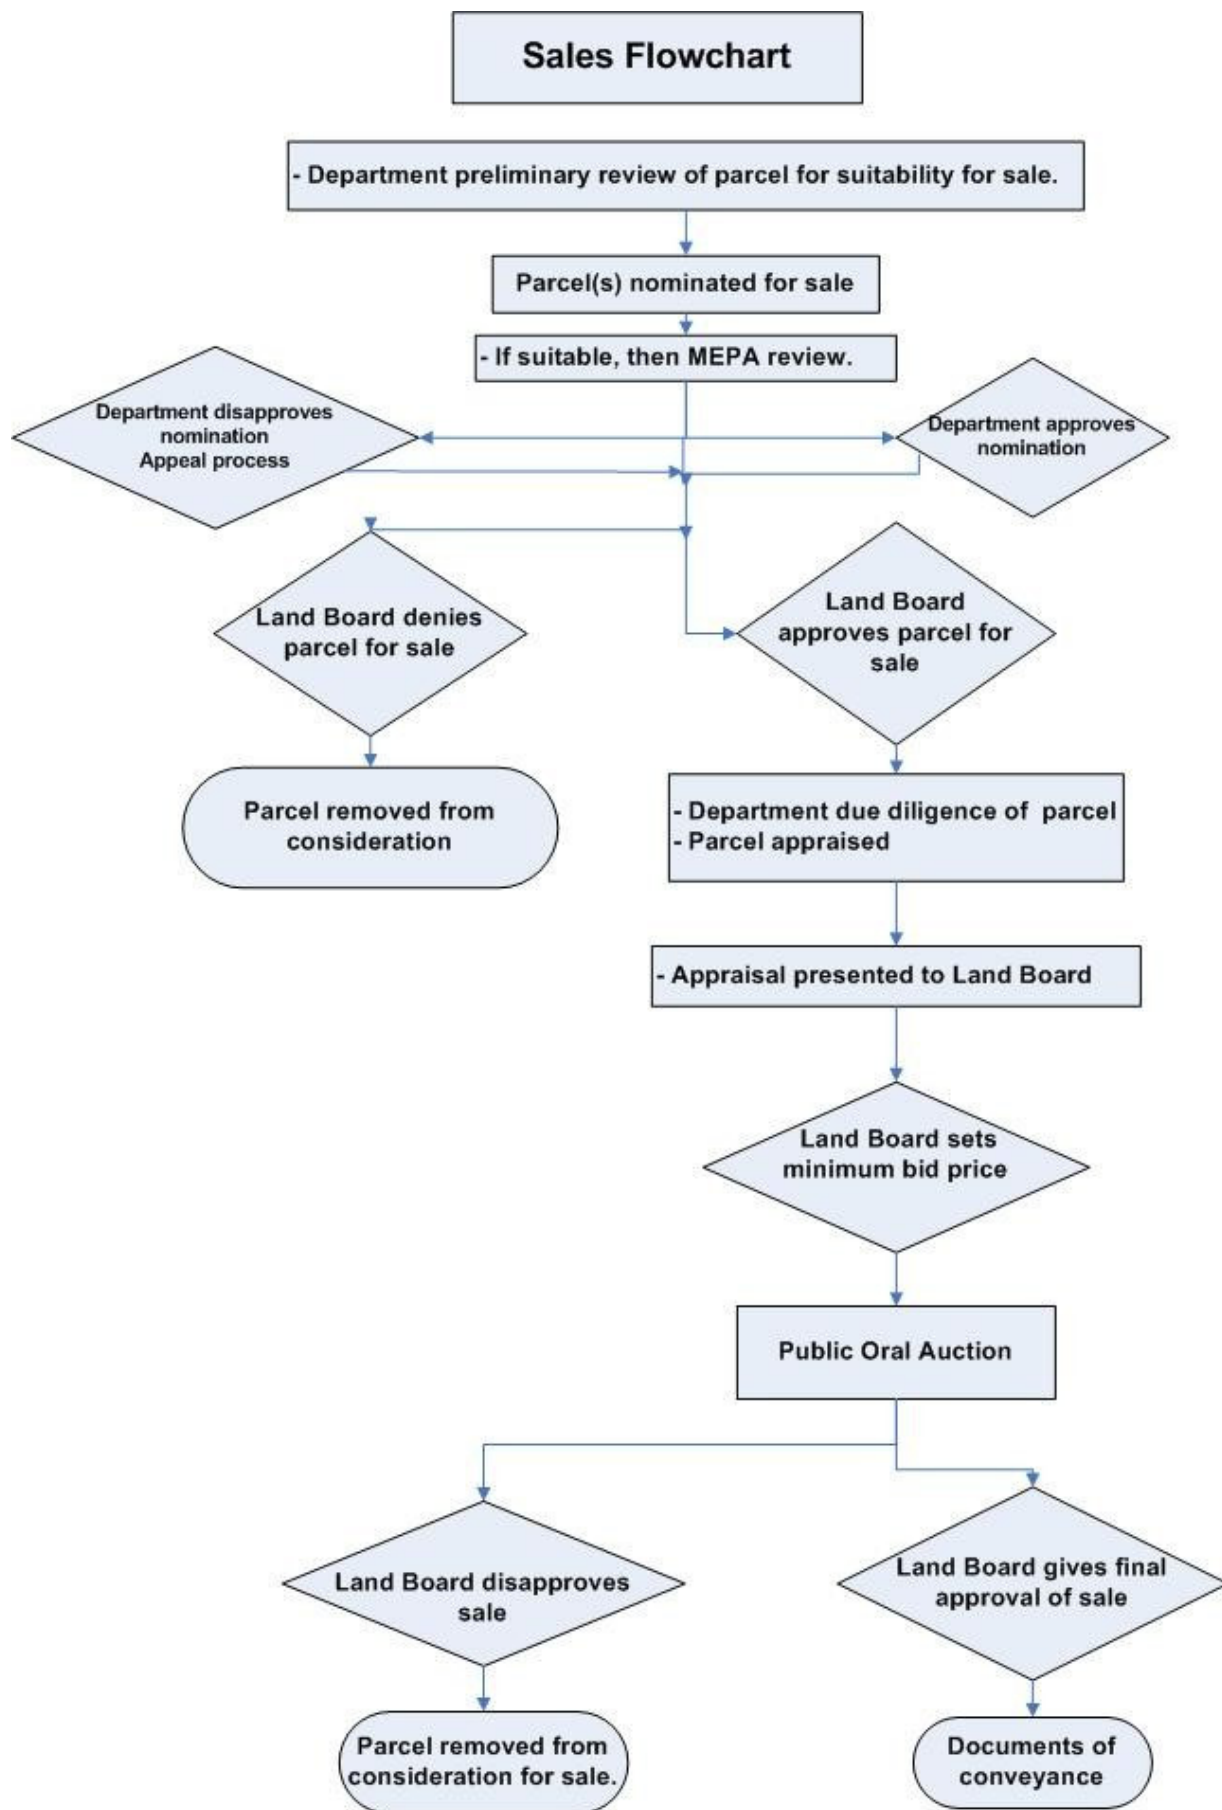 Sales Flowchart
- Department preliminary review of parcel for suitability for sale.
Parcel(s) nominated for sale
- If suitable, then MEPA review.
Department disapproves
nomination
Appeal process
Department approves
nomination
Land Board denies
parcel for sale
Land Board
approves parcel for
sale
Parcel removed from
consideration
- Department due diligence of  parcel
- Parcel appraised
- Appraisal presented to Land Board
Land Board sets
minimum bid price
Public Oral Auction
Land Board disapproves
sale
Land Board gives final
approval of sale
Parcel removed from
consideration for sale.
Documents of
conveyance